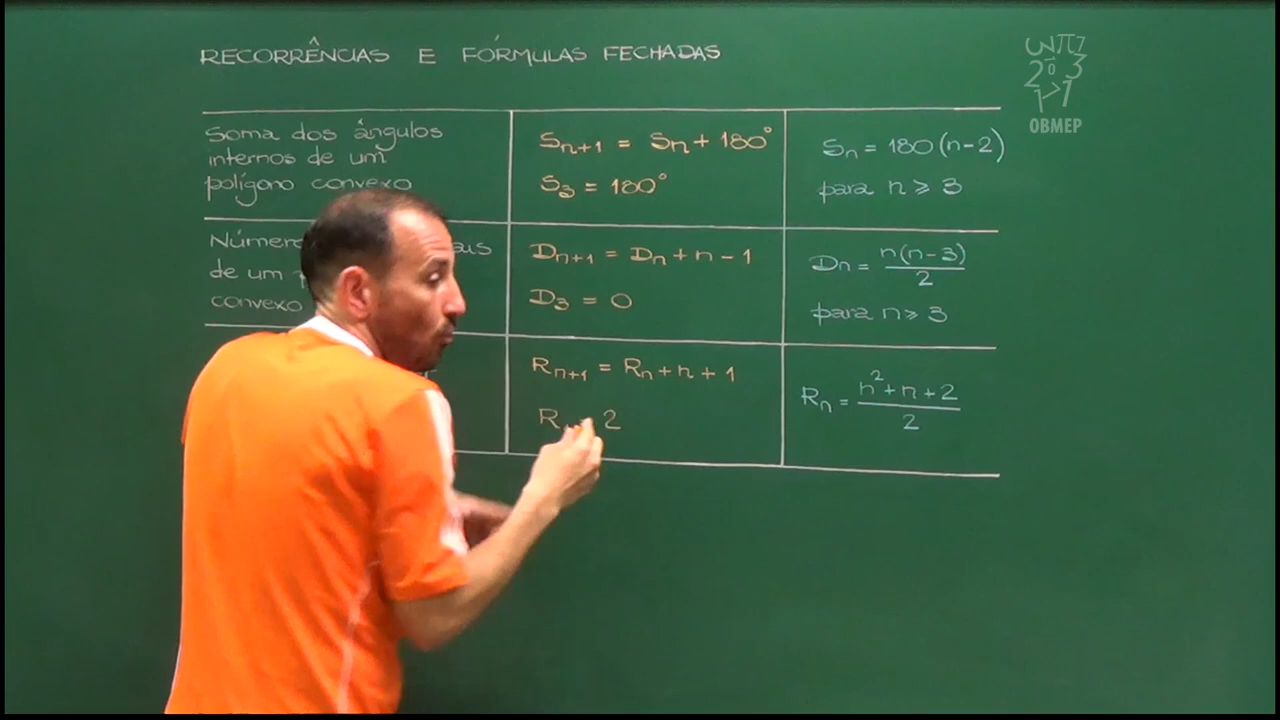 RECORRÊNCIAS E FÓRMULAS FECHADAS
OBMEP
Soma dos ângulos
internos de um
polígono convexo
Sn+1 = Sn + 180°
S3 = 180°
Sn = 180(n-2)
para n ≥ 3
de um
convexo
Dn+1 = Dn + n - 1
D3 = 0
Dn = n(n-3)/2
para n ≥ 3
Rn+1 = Rn + n + 1
R 2
Rn = n²+n+2/2